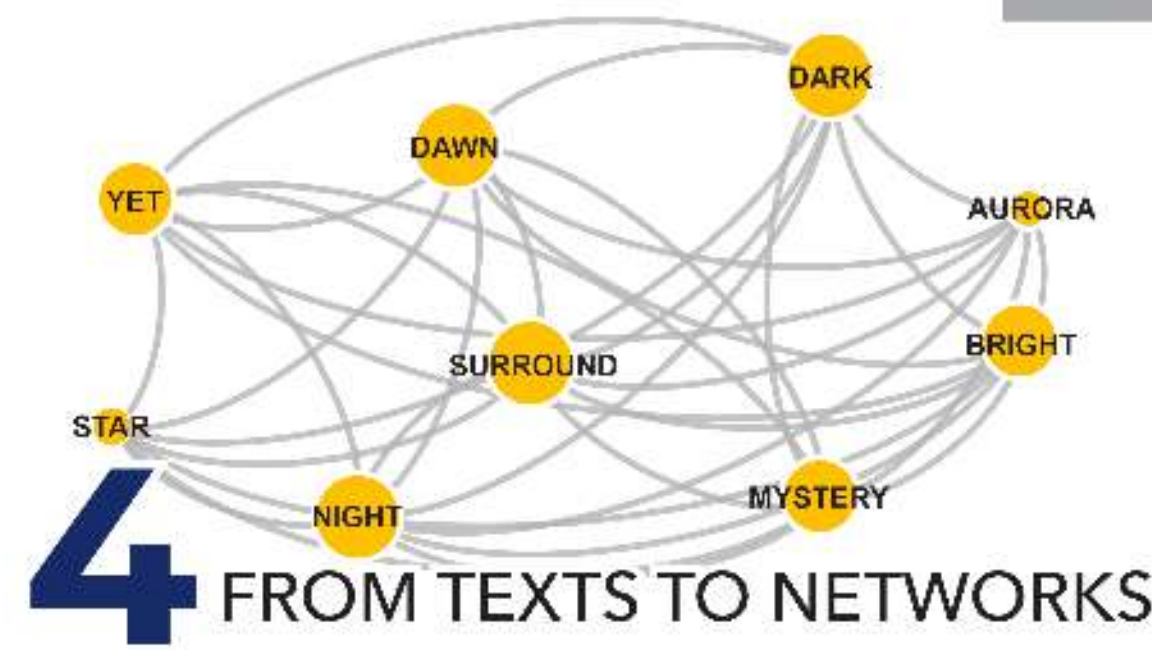 DARK
DAWN
YET
AURORA
BRIGHT
SURROUND
STAR
MYSTERY
NIGHT
4 FROM TEXTS TO NETWORKS